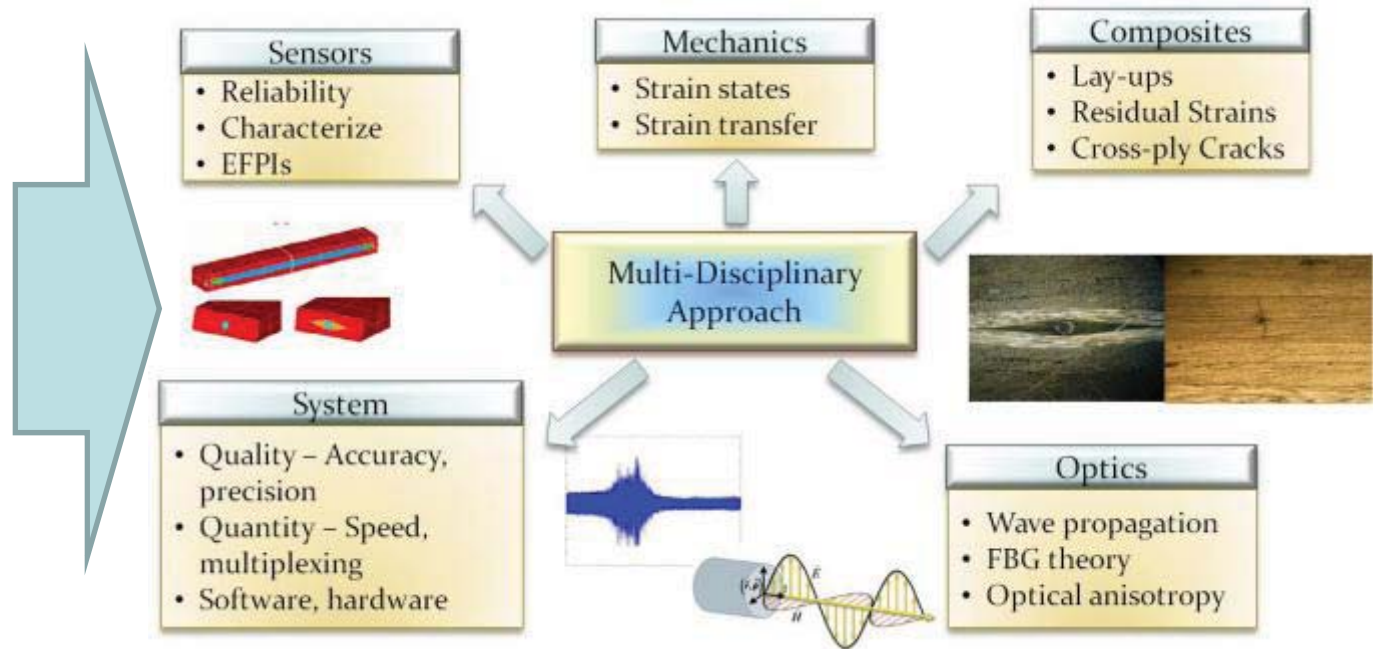 Sensors
• Reliability
• Characterize
• EFPIs
Mechanics
• Strain states
• Strain transfer
Composites
• Lay-ups
• Residual Strains
• Cross-ply Cracks
Multi-Disciplinary
Approach
System
• Quality – Accuracy,
precision
• Quantity – Speed,
multiplexing
• Software, hardware
E
H
Optics
• Wave propagation
• FBG theory
• Optical anisotropy